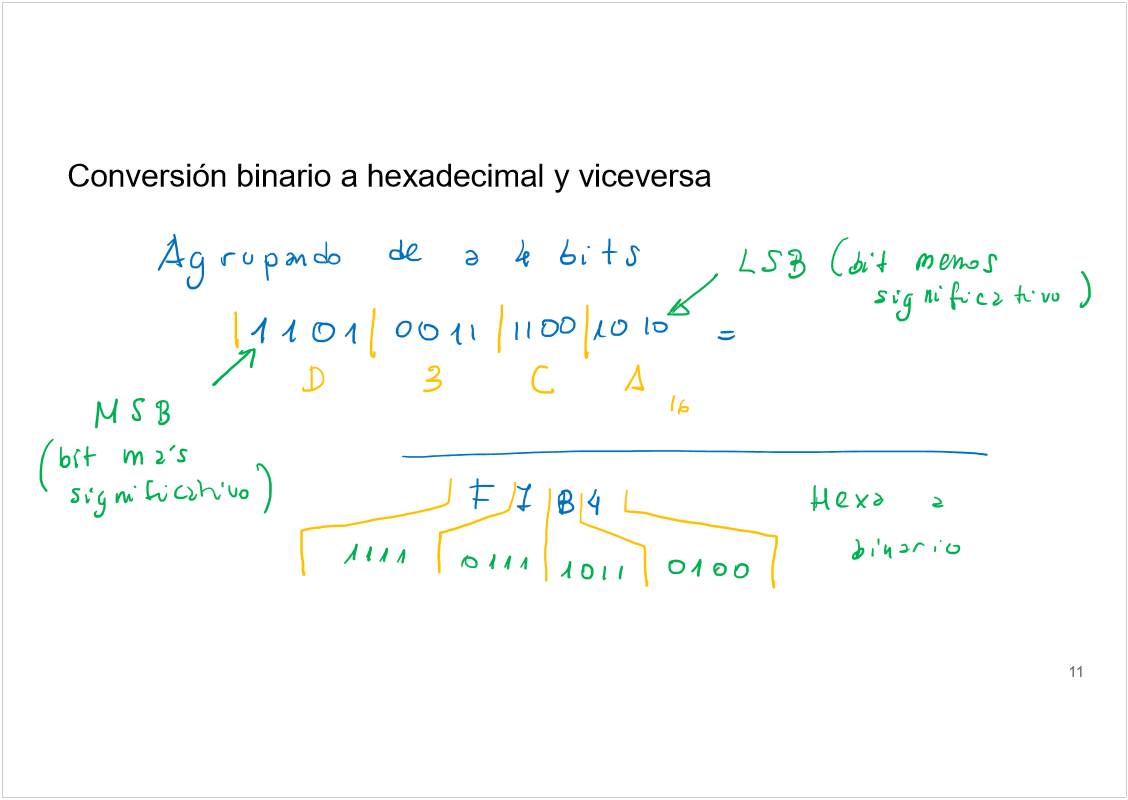 Conversión binario a hexadecimal y viceversa
Agrupando de a 4 bits
LSB (bit menos
significativo)
|1101|0011|1100|1010 =
D 3 C A 16
MSB
(bit más
significativo)
F 7 B 4
Hexa a
binario
1111 0111 1011 0100
11